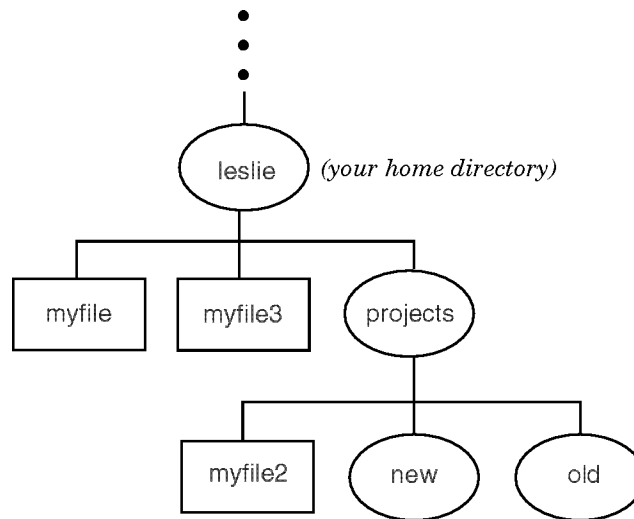 leslie (your home directory)
myfile myfile3 projects
myfile2 new old